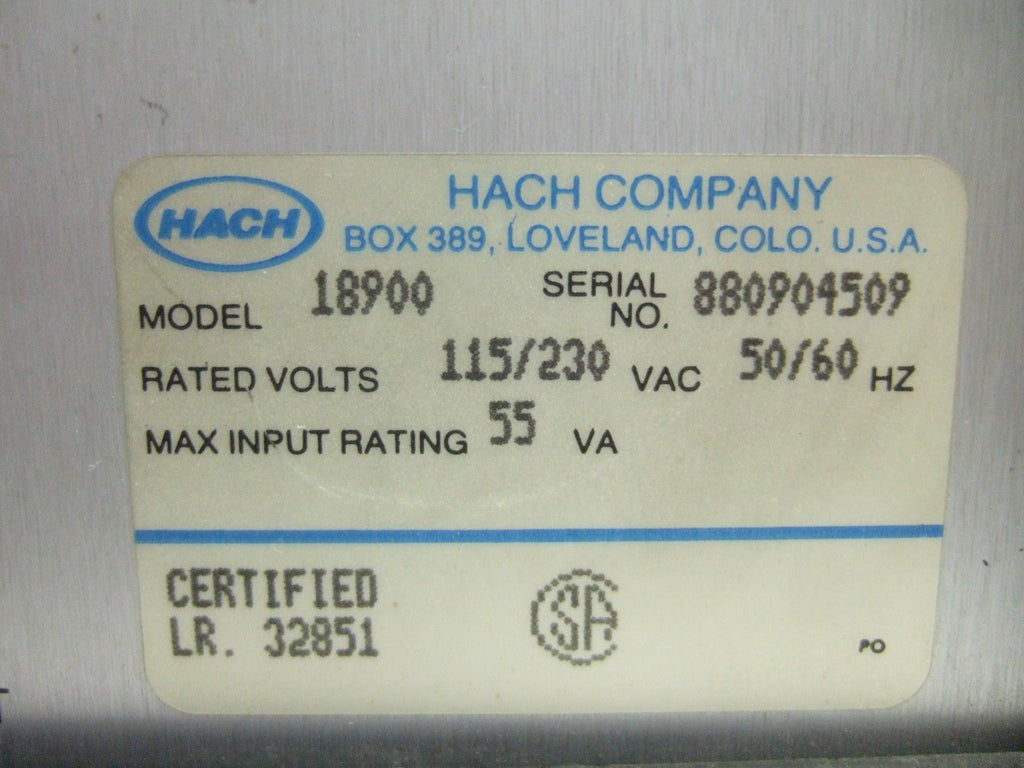 HACH
HACH COMPANY
BOX 389, LOVELAND, COLO. U.S.A.
MODEL 18900 SERIAL NO. 880904509
RATED VOLTS 115/230 VAC 50/60 HZ
MAX INPUT RATING 55 VA
CERTIFIED
LR. 32851
CSA
PO